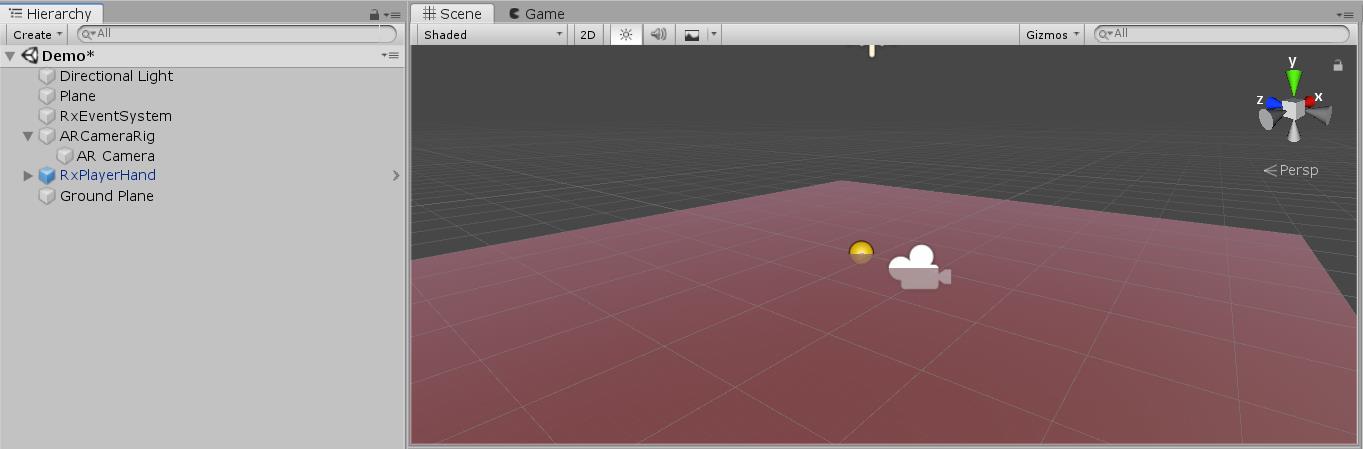 Hierarchy
Create
All
Demo*
Directional Light
Plane
RxEventSystem
ARCameraRig
AR Camera
RxPlayerHand
Ground Plane
Scene
Game
Shaded
2D
Gizmos
All
y
z
x
Persp